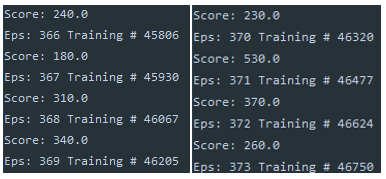 Score: 240.0
Eps: 366 Training # 45806
Score: 180.0
Eps: 367 Training # 45930
Score: 310.0
Eps: 368 Training # 46067
Score: 340.0
Eps: 369 Training # 46205
Score: 230.0
Eps: 370 Training # 46320
Score: 530.0
Eps: 371 Training # 46477
Score: 370.0
Eps: 372 Training # 46624
Score: 260.0
Eps: 373 Training # 46750